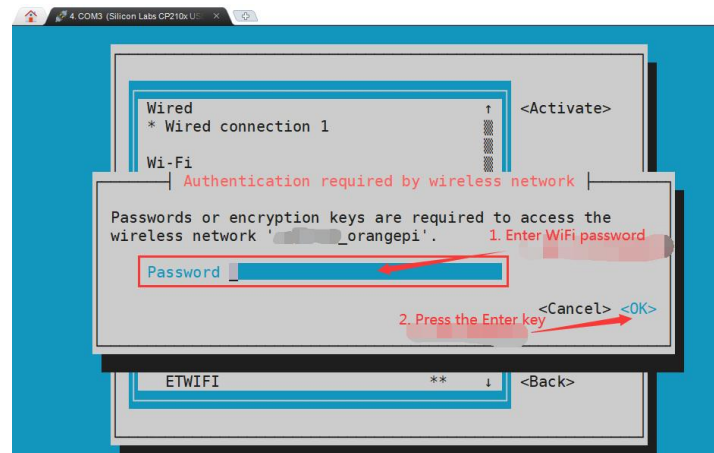 4. COM3 (Silicon Labs CP210x US
Wired
<Activate>
* Wired connection 1
Wi-Fi
Authentication required by wireless network
Passwords or encryption keys are required to access the
wireless network ' _orangepi'.
1. Enter WiFi password
Password
<Cancel> <OK>
2. Press the Enter key
ETWIFI ** <Back>